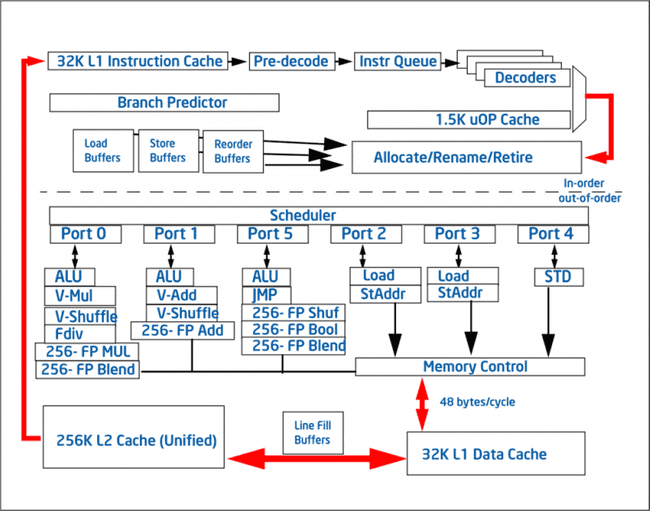 32K L1 Instruction Cache
Pre-decode
Instr Queue
Decoders
Branch Predictor
1.5K uOP Cache
Load
Buffers
Store
Buffers
Reorder
Buffers
Allocate/Rename/Retire
In-order
out-of-order
Scheduler
Port 0
Port 1
Port 5
Port 2
Port 3
Port 4
ALU
V-Mul
V-Shuffle
Fdiv
256- FP MUL
256- FP Blend
ALU
V-Add
V-Shuffle
256- FP Add
ALU
JMP
256- FP Shuf
256- FP Bool
256- FP Blend
Load
StAddr
Load
StAddr
STD
Memory Control
48 bytes/cycle
256K L2 Cache (Unified)
Line Fill
Buffers
32K L1 Data Cache